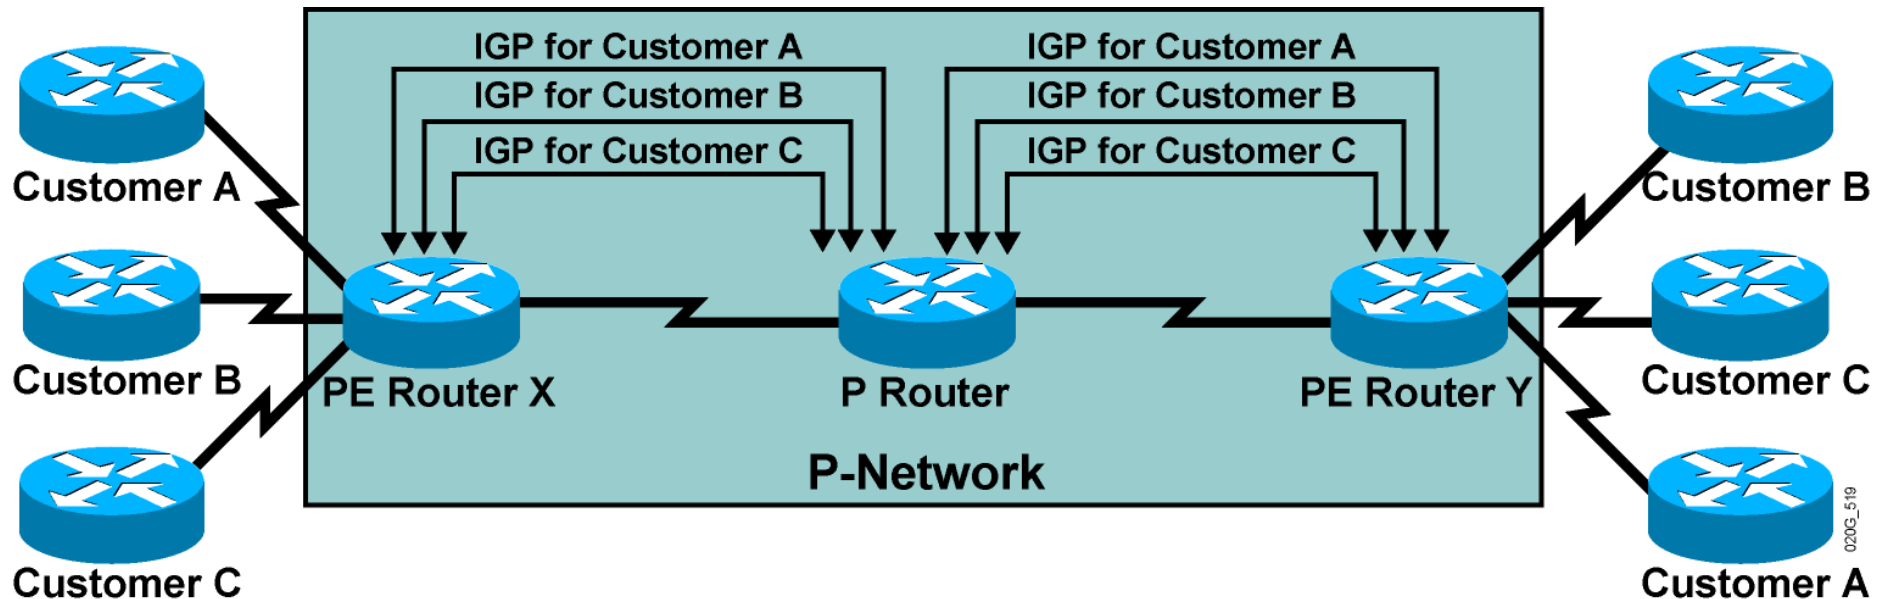 IGP for Customer A
IGP for Customer A
IGP for Customer B
IGP for Customer B
IGP for Customer C
IGP for Customer C
Customer A
Customer B
Customer B
Customer C
PE Router X
P Router
PE Router Y
P-Network
Customer C
Customer A
020G_519